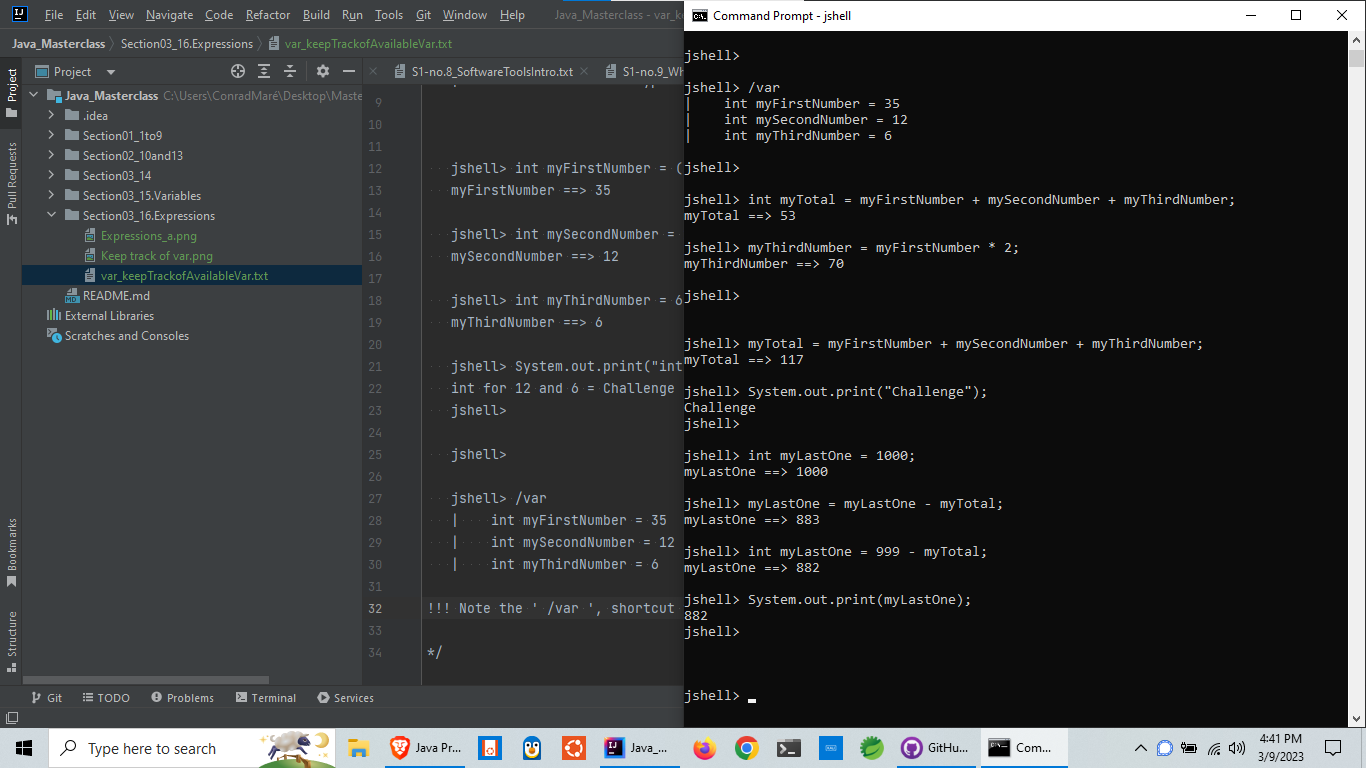 File Edit View Navigate Code Refactor Build Run Tools Git Window Help Java_Masterclass - var_k
Command Prompt - jshell
Java_Masterclass Section03_16.Expressions var_keepTrackofAvailableVar.txt
Project
S1-no.8_SoftwareToolsIntro.txt S1-no.9_Wh
Project
Pull Requests
Bookmarks
Structure
Java_Masterclass C:\Users\ConradMaré\Desktop\Maste
.idea
Section01_1to9
Section02_10and13
Section03_14
Section03_15.Variables
Section03_16.Expressions
Expressions_a.png
Keep track of var.png
var_keepTrackofAvailableVar.txt
README.md
External Libraries
Scratches and Consoles
9
10
11
12 jshell> int myFirstNumber = (
13 myFirstNumber ==> 35
14
15 jshell> int mySecondNumber =
16 mySecondNumber ==> 12
17
18 jshell> int myThirdNumber = 6
19 myThirdNumber ==> 6
20
21 jshell> System.out.print("int
22 int for 12 and 6 = Challenge
23 jshell>
24
25 jshell>
26
27 jshell> /var
28 | int myFirstNumber = 35
29 | int mySecondNumber = 12
30 | int myThirdNumber = 6
31
32 !!! Note the ' /var ', shortcut
33
34 */
jshell>
jshell> /var
| int myFirstNumber = 35
| int mySecondNumber = 12
| int myThirdNumber = 6
jshell>
jshell> int myTotal = myFirstNumber + mySecondNumber + myThirdNumber;
myTotal ==> 53
jshell> myThirdNumber = myFirstNumber * 2;
myThirdNumber ==> 70
jshell>
jshell> myTotal = myFirstNumber + mySecondNumber + myThirdNumber;
myTotal ==> 117
jshell> System.out.print("Challenge");
Challenge
jshell>
jshell> int myLastOne = 1000;
myLastOne ==> 1000
jshell> myLastOne = myLastOne - myTotal;
myLastOne ==> 883
jshell> int myLastOne = 999 - myTotal;
myLastOne ==> 882
jshell> System.out.print(myLastOne);
882
jshell>
jshell>
Git TODO Problems Terminal Services
Type here to search
Java Pr...
Java_...
GitHu...
Com...
4:41 PM
3/9/2023